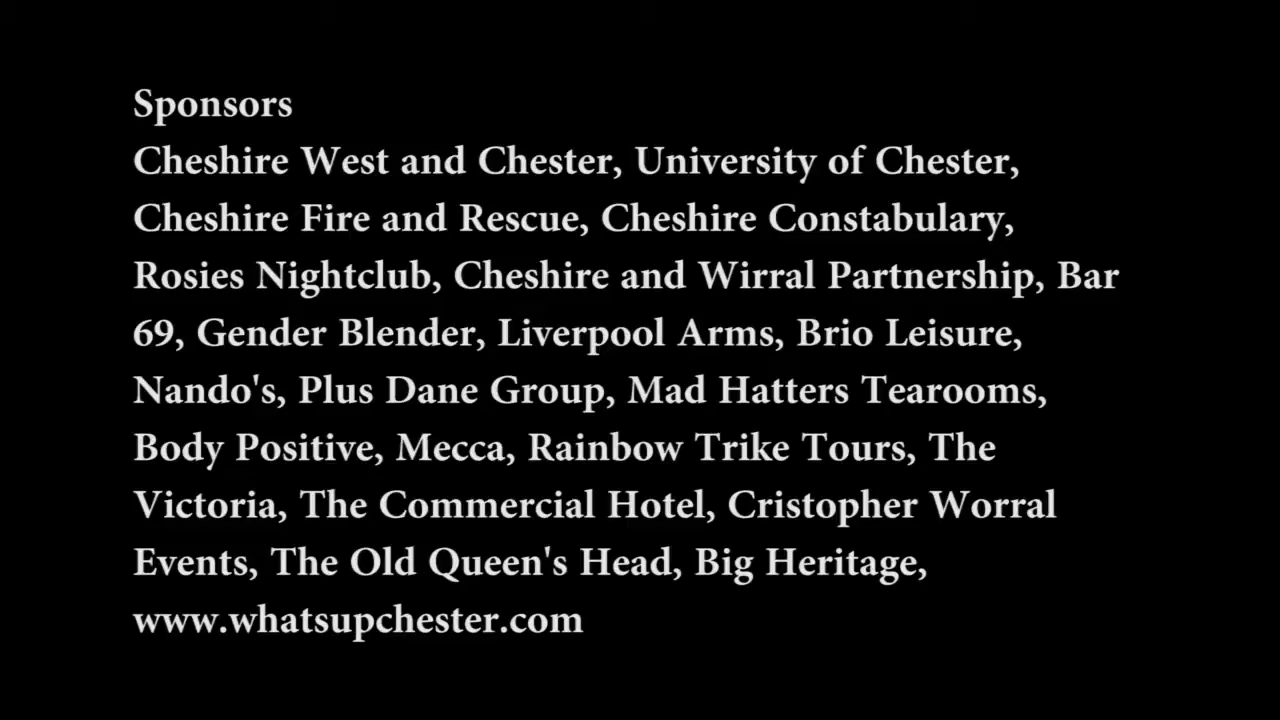 Sponsors
Cheshire West and Chester, University of Chester,
Cheshire Fire and Rescue, Cheshire Constabulary,
Rosies Nightclub, Cheshire and Wirral Partnership, Bar
69, Gender Blender, Liverpool Arms, Brio Leisure,
Nando's, Plus Dane Group, Mad Hatters Tearooms,
Body Positive, Mecca, Rainbow Trike Tours, The
Victoria, The Commercial Hotel, Cristopher Worral
Events, The Old Queen's Head, Big Heritage,
www.whatsupchester.com